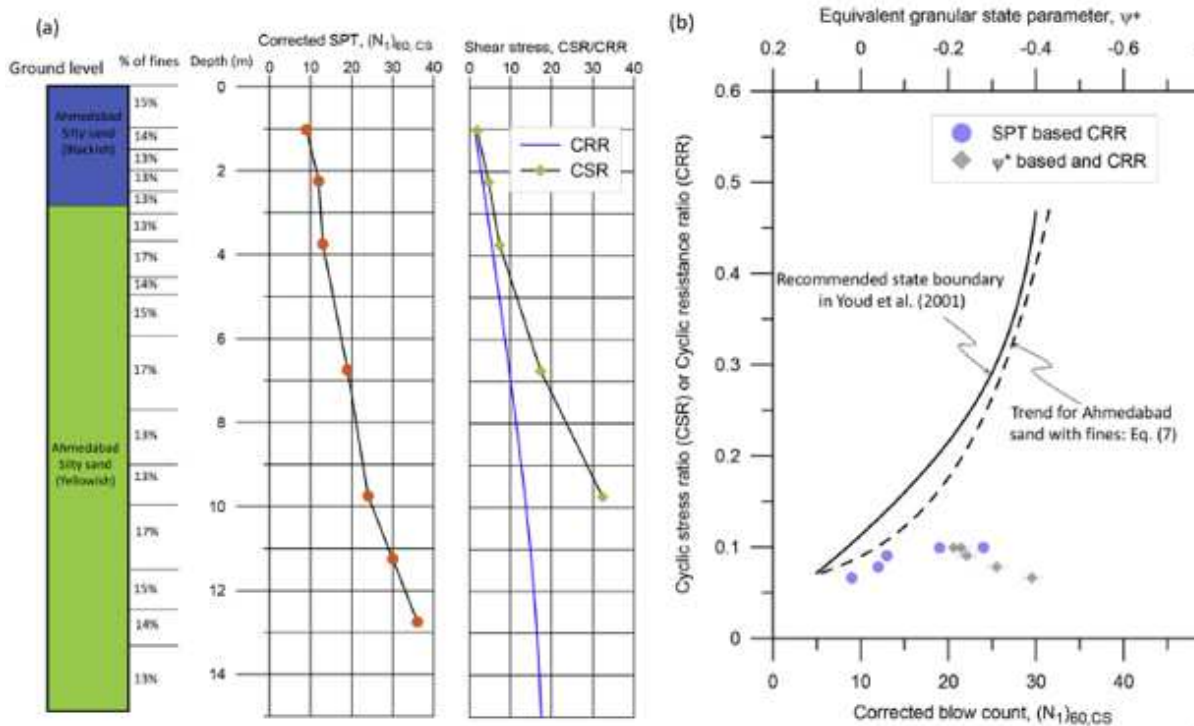 (a)
Ground level
% of fines
Ahmedabad
Silty sand
(Blackish)
Ahmedabad
Silty sand
(Yellowish)
15%
14%
13%
13%
13%
13%
17%
14%
15%
17%
13%
13%
17%
15%
14%
13%
Corrected SPT, (N₁)₆₀,CS
Depth (m)
0 10 20 30 40
0
2
4
6
8
10
12
14
Shear stress, CSR/CRR
0 10 20 30 40
CRR
CSR
(b)
Equivalent granular state parameter, ψ*
0.2 0 -0.2 -0.4 -0.6
Cyclic stress ratio (CSR) or Cyclic resistance ratio (CRR)
0.6
0.5
0.4
0.3
0.2
0.1
0
SPT based CRR
ψ* based and CRR
Recommended state boundary
in Youd et al. (2001)
Trend for Ahmedabad
sand with fines: Eq. (7)
0 10 20 30 40
Corrected blow count, (N₁)₆₀,CS